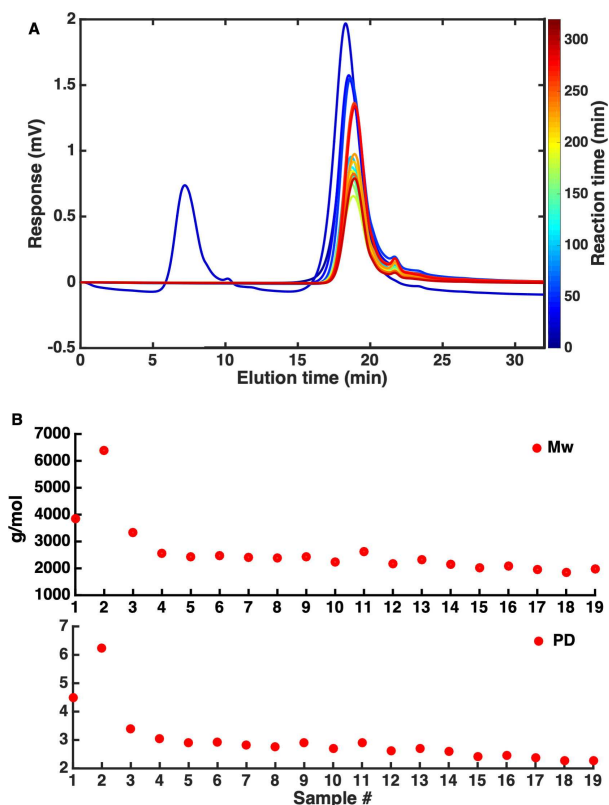 A
Response (mV)
2
1.5
1
0.5
0
-0.5
0 5 10 15 20 25 30
Elution time (min)
300
250
200
150
100
50
0
Reaction time (min)
B
g/mol
7000
6000
5000
4000
3000
2000
1000
Mw
1 2 3 4 5 6 7 8 9 10 11 12 13 14 15 16 17 18 19
7
6
5
4
3
2
PD
1 2 3 4 5 6 7 8 9 10 11 12 13 14 15 16 17 18 19
Sample #